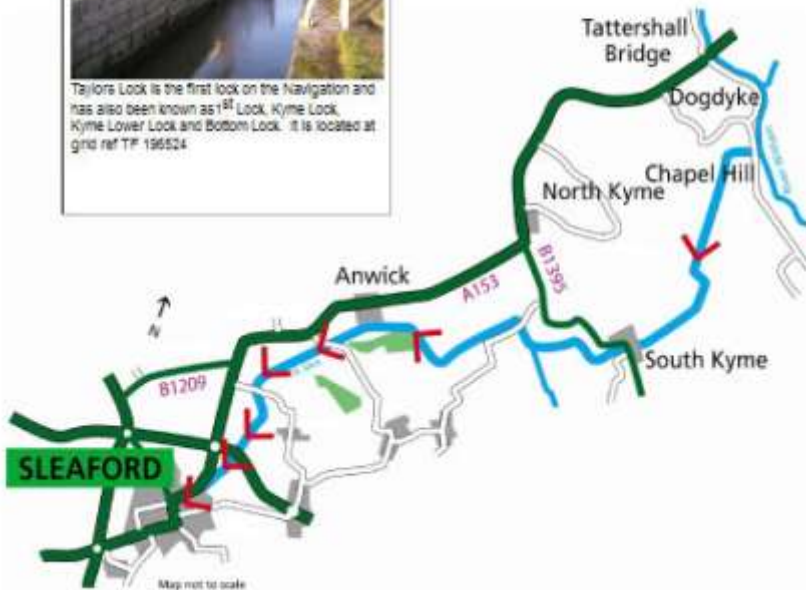 Taylors Lock is the first lock on the Navigation and
has also been known as 1st Lock, Kyme Lock,
Kyme Lower Lock and Bottom Lock. It is located at
grid ref TF 196524
Tattershall
Bridge
Dogdyke
Chapel Hill
North Kyme
Anwick
A153
B1395
N
South Kyme
B1209
SLEAFORD
Map not to scale